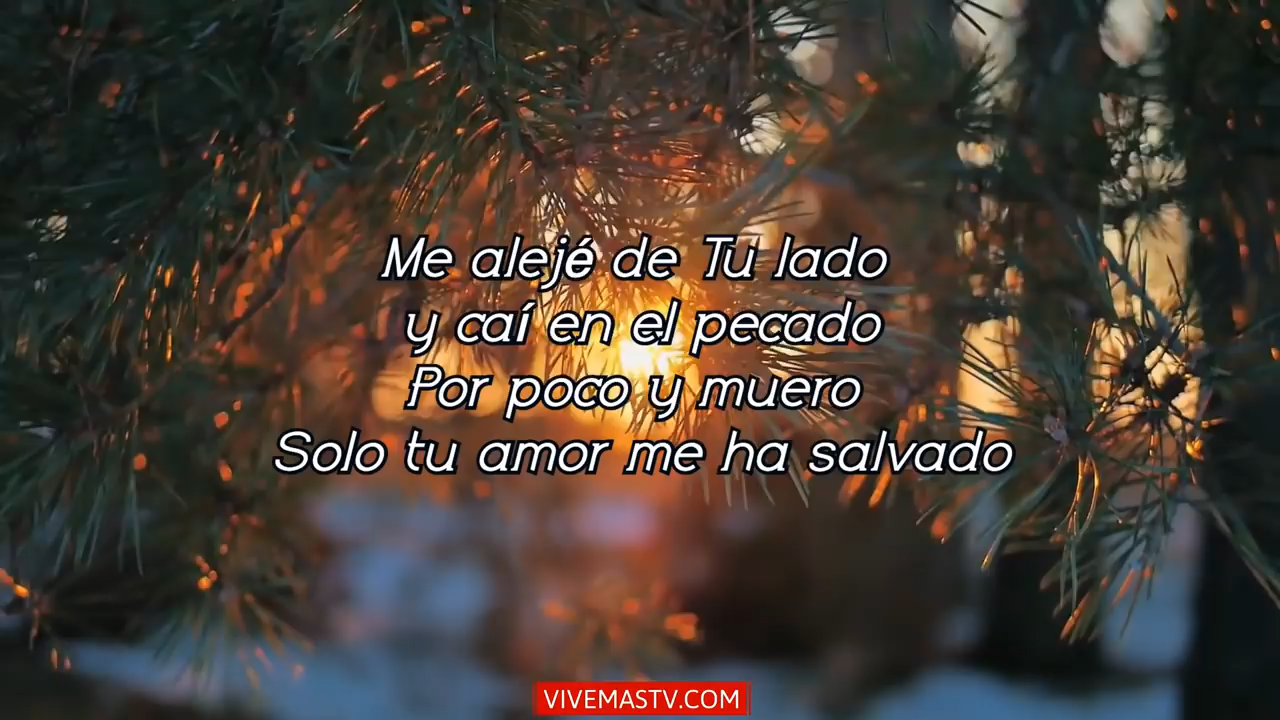 Me alejé de Tu lado
y caí en el pecado
Por poco y muero
Solo tu amor me ha salvado
VIVEMASTV.COM